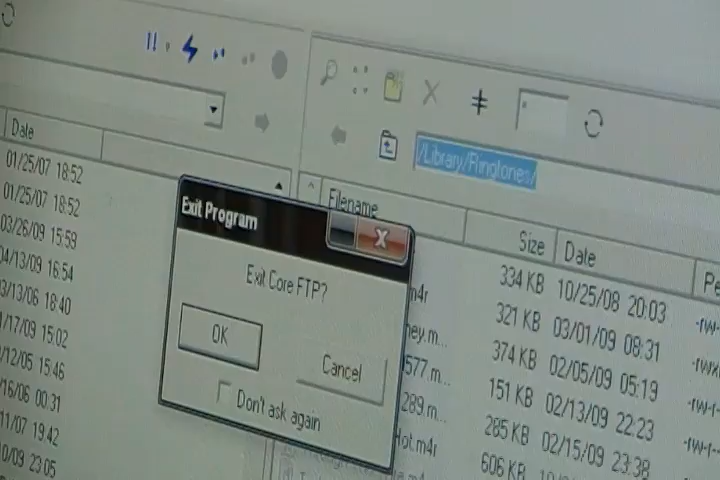 /Library/Ringtones/
Date
Filename
Size
Date
Exit Program
Exit Core FTP?
OK
Cancel
Don't ask again
01/25/07 18:52
01/25/07 18:52
03/26/09 15:59
04/13/09 16:54
03/13/06 18:40
17/09 15:02
12/05 15:46
16/06 00:31
11/07 19:42
09 23:05
m4r 334 KB 10/25/08 20:03 -rw-
ey.m... 321 KB 03/01/09 08:31
577.m... 374 KB 02/05/09 05:19
289.m... 151 KB 02/13/09 22:23
Hot.m4r 285 KB 02/15/09 23:38
606 KB